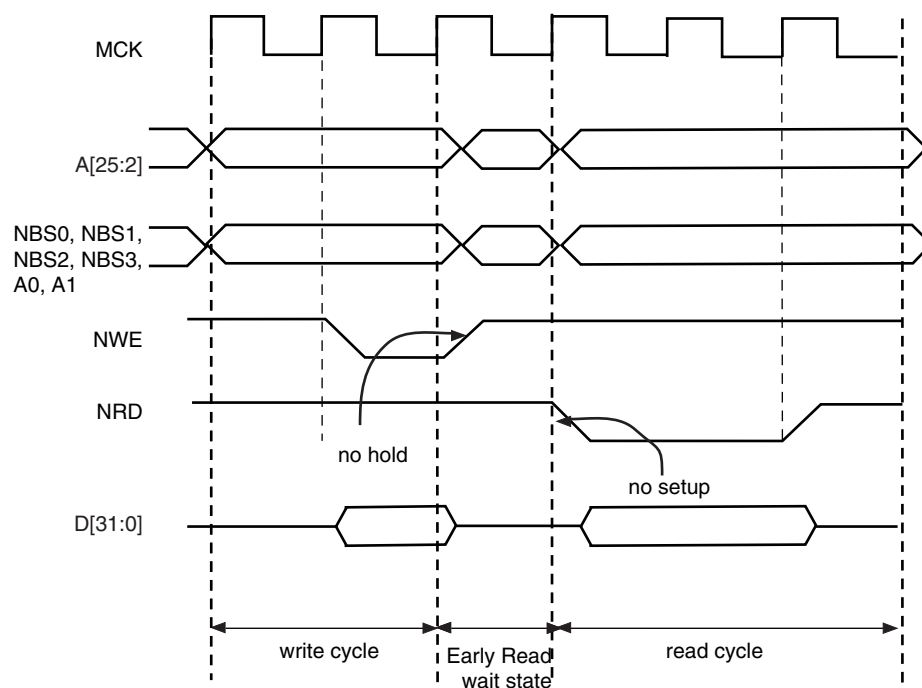 MCK
A[25:2]
NBS0, NBS1,
NBS2, NBS3,
A0, A1
NWE
NRD
no hold
no setup
D[31:0]
write cycle
Early Read
wait state
read cycle